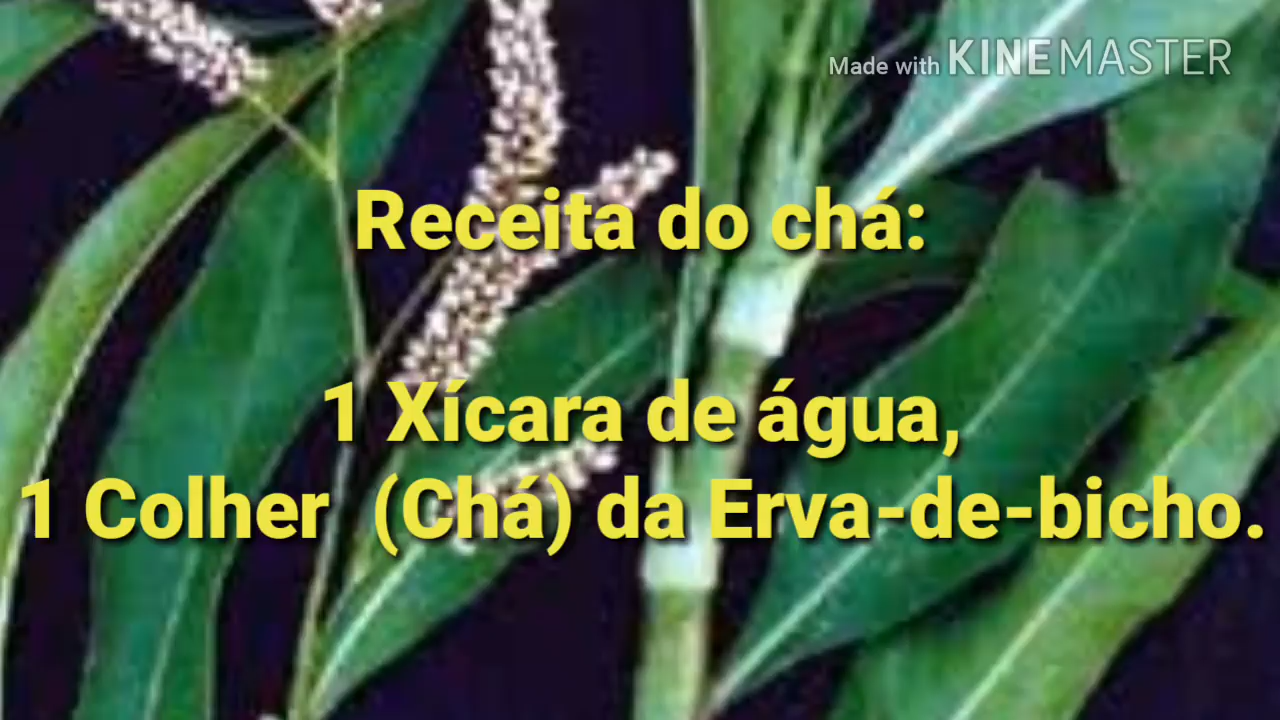 Made with KINEMASTER
Receita do chá:
1 Xícara de água,
1 Colher (Chá) da Erva-de-bicho.